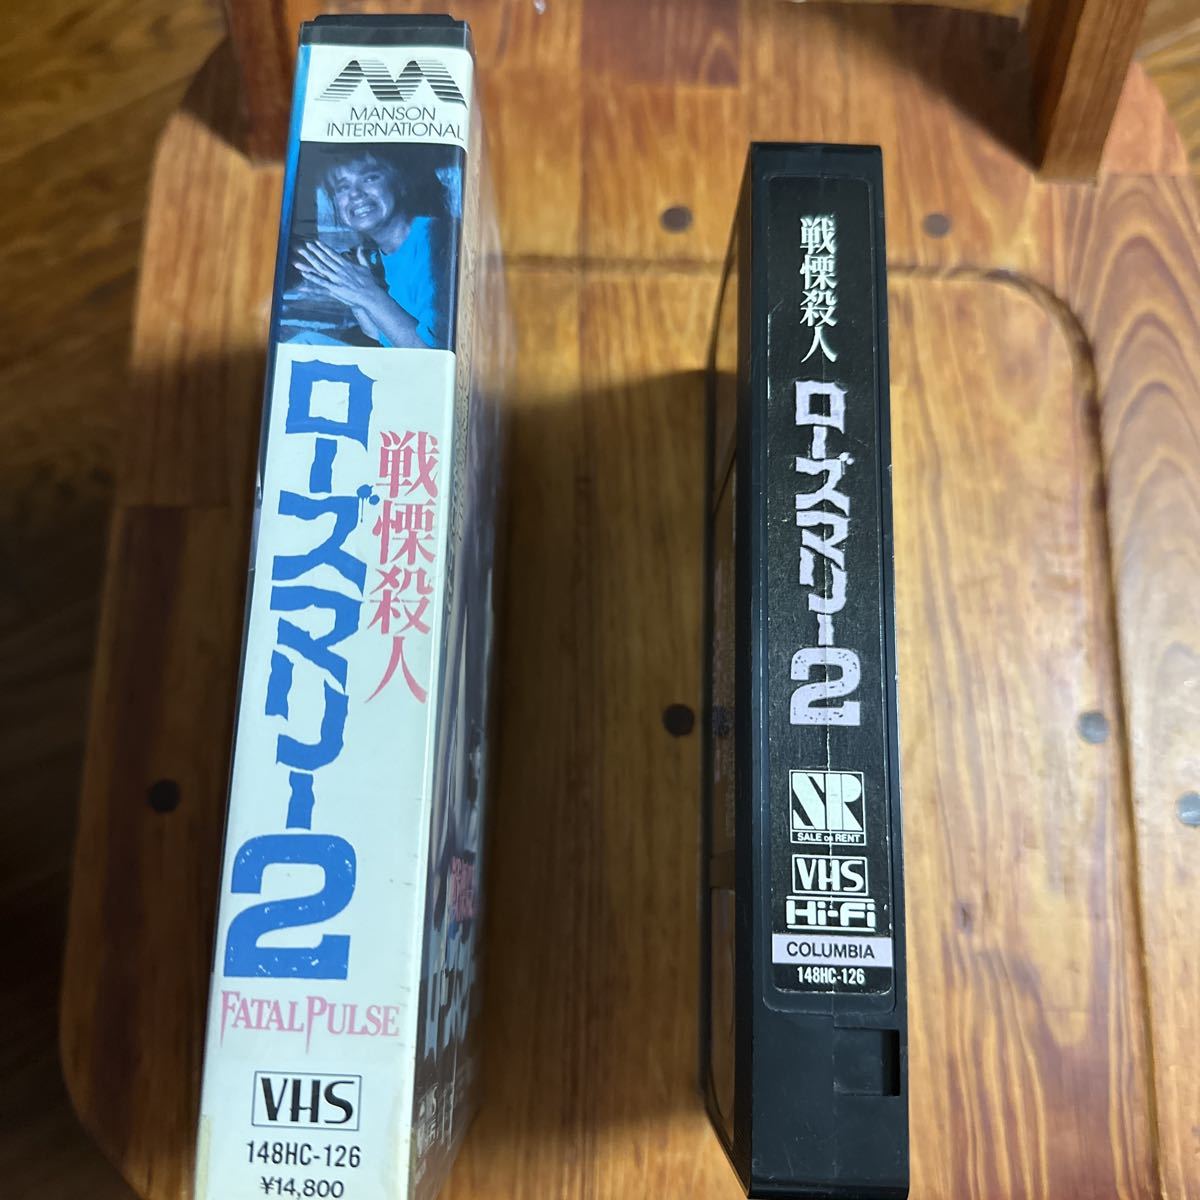 MANSON
INTERNATIONAL
戦慄殺人
ローズマリー2
FATAL PULSE
VHS
148HC-126
¥14,800
戦慄殺人
ローズマリー2
SR
SALE or RENT
VHS
Hi-Fi
COLUMBIA
148HC-126